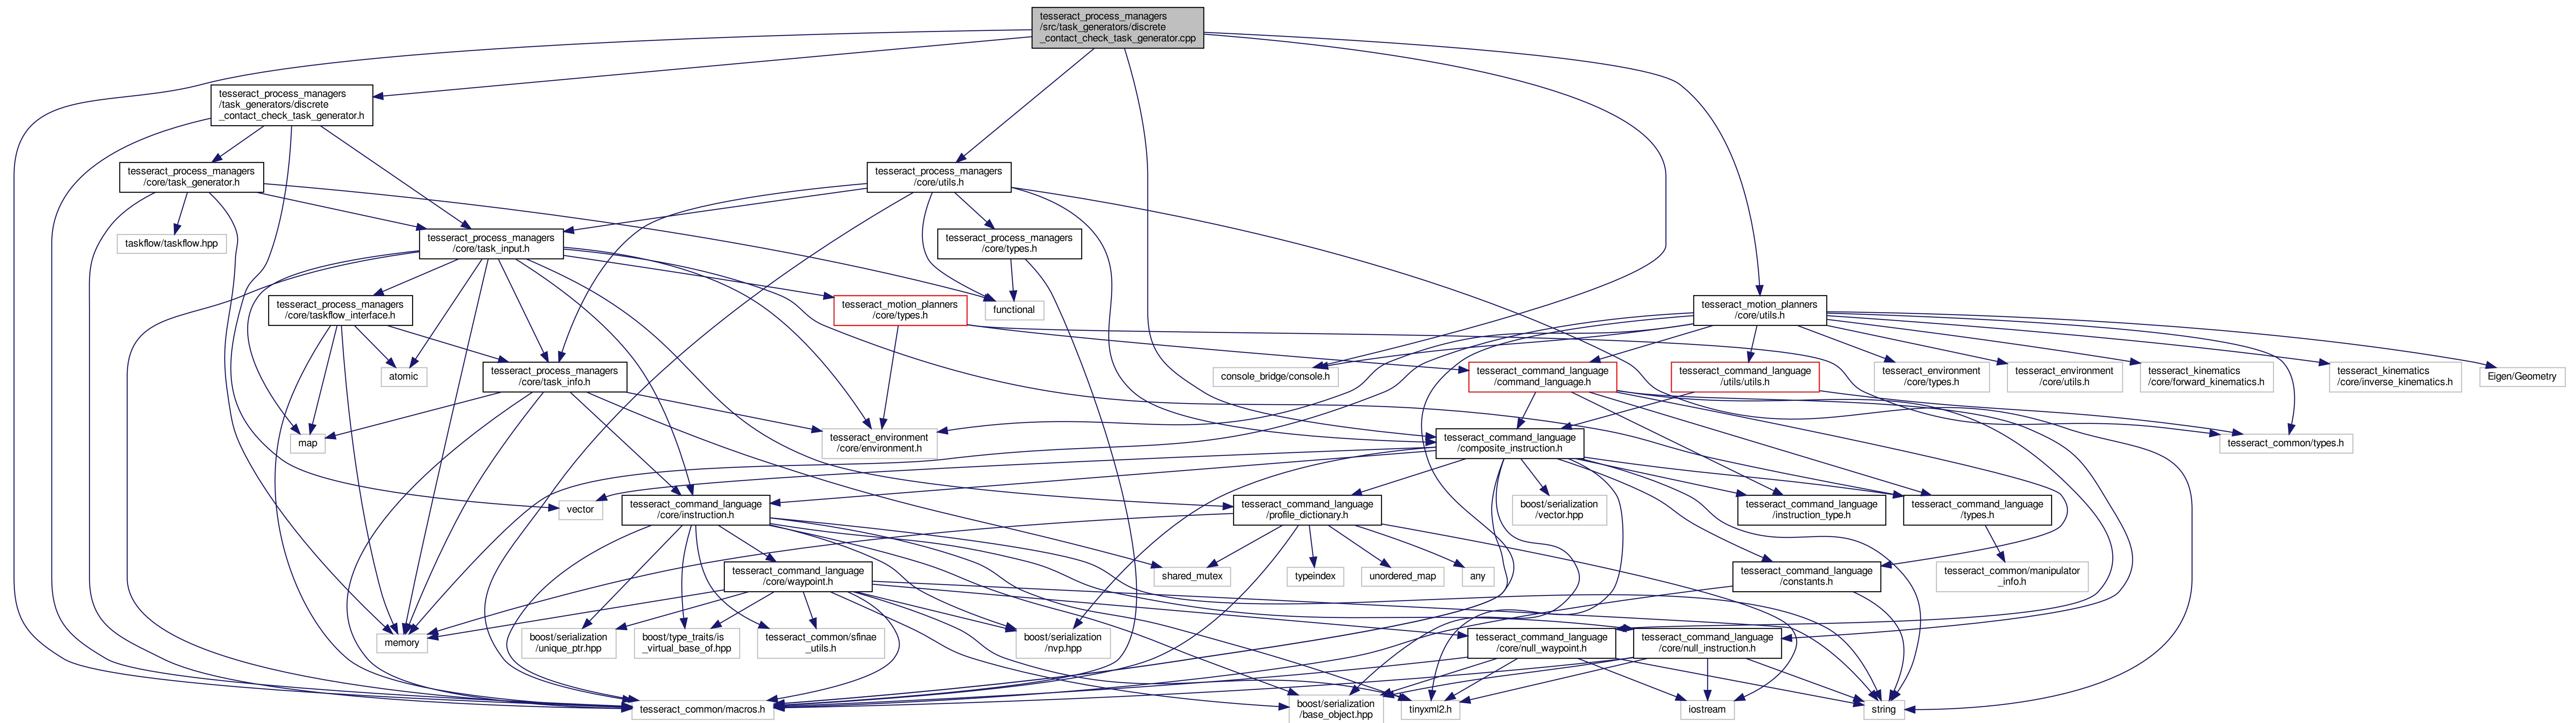 tesseract_process_managers
/src/task_generators/discrete
_contact_check_task_generator.cpp
tesseract_process_managers
/task_generators/discrete
_contact_check_task_generator.h
tesseract_process_managers
/core/task_generator.h
tesseract_process_managers
/core/utils.h
taskflow/taskflow.hpp
tesseract_process_managers
/core/task_input.h
tesseract_process_managers
/core/types.h
tesseract_process_managers
/core/taskflow_interface.h
tesseract_motion_planners
/core/types.h
functional
tesseract_motion_planners
/core/utils.h
atomic
tesseract_process_managers
/core/task_info.h
console_bridge/console.h
tesseract_command_language
/command_language.h
tesseract_command_language
/utils/utils.h
tesseract_environment
/core/types.h
tesseract_environment
/core/utils.h
tesseract_kinematics
/core/forward_kinematics.h
tesseract_kinematics
/core/inverse_kinematics.h
Eigen/Geometry
map
tesseract_environment
/core/environment.h
tesseract_command_language
/composite_instruction.h
tesseract_common/types.h
vector
tesseract_command_language
/core/instruction.h
tesseract_command_language
/profile_dictionary.h
boost/serialization
/vector.hpp
tesseract_command_language
/instruction_type.h
tesseract_command_language
/types.h
tesseract_command_language
/core/waypoint.h
shared_mutex
typeindex
unordered_map
any
tesseract_command_language
/constants.h
tesseract_common/manipulator
_info.h
memory
boost/serialization
/unique_ptr.hpp
boost/type_traits/is
_virtual_base_of.hpp
tesseract_common/sfinae
_utils.h
boost/serialization
/nvp.hpp
tesseract_command_language
/core/null_waypoint.h
tesseract_command_language
/core/null_instruction.h
tesseract_common/macros.h
boost/serialization
/base_object.hpp
tinyxml2.h
iostream
string